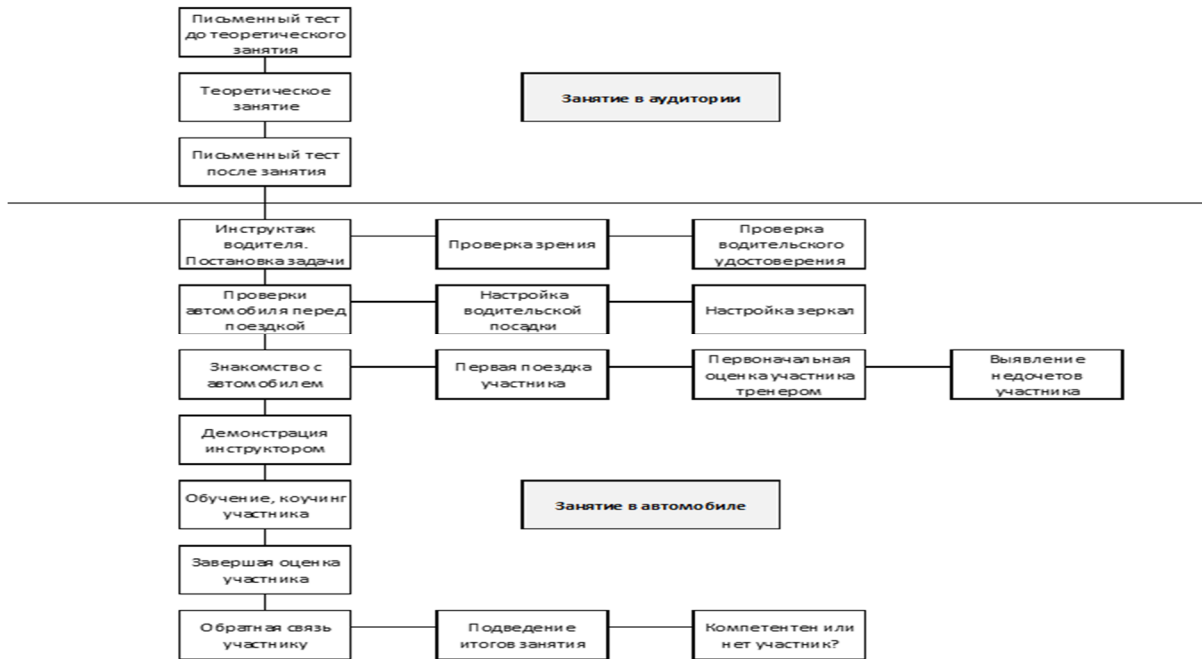 Письменный тест
до теоретического
занятия
Теоретическое
занятие
Занятие в аудитории
Письменный тест
после занятия
Инструктаж
водителя.
Постановка задачи
Проверка зрения
Проверка
водительского
удостоверения
Проверки
автомобиля перед
поездкой
Настройка
водительской
посадки
Настройка зеркал
Знакомство с
автомобилем
Первая поездка
участника
Первоначальная
оценка участника
тренером
Выявление
недочетов
участника
Демонстрация
инструктором
Обучение, коучинг
участника
Занятие в автомобиле
Завершая оценка
участника
Обратная связь
участнику
Подведение
итогов занятия
Компетентен или
нет участник?